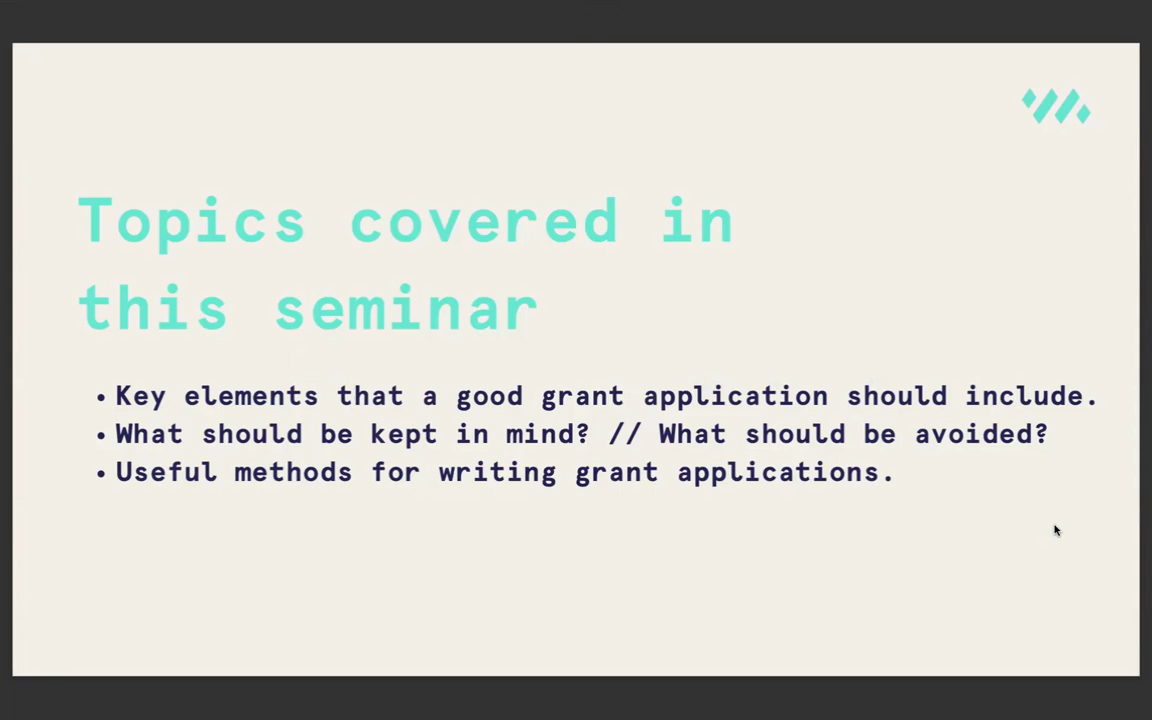 Topics covered in
this seminar
• Key elements that a good grant application should include.
• What should be kept in mind? // What should be avoided?
• Useful methods for writing grant applications.